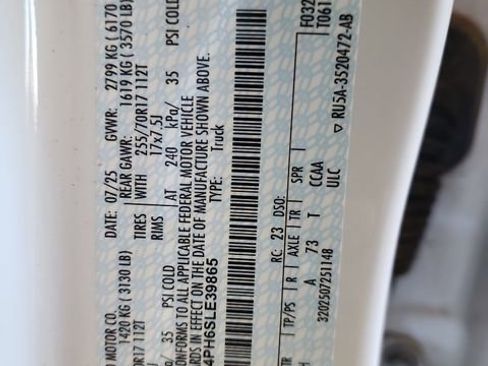 D MOTOR CO. DATE: 07/25 GVWR: 2799 KG ( 6170
1420 KG ( 3130 LB) REAR GAWR: 1619 KG ( 3570 LB)
R17 112T TIRES WITH 255/70R17 112T
RIMS 17x7.5J
/ 35 PSI COLD AT 240 kPa/ 35 PSI COLD
ONFORMS TO ALL APPLICABLE FEDERAL MOTOR VEHICLE
ARDS IN EFFECT ON THE DATE OF MANUFACTURE SHOWN ABOVE.
4PH6SLE39865 TYPE: Truck
F032
T061
RC: 23 DSO:
TR TP/PS R AXLE TR SPR
H A 73 T CCAA
3202507251148 ULC
▽ RU5A-3520472-AB